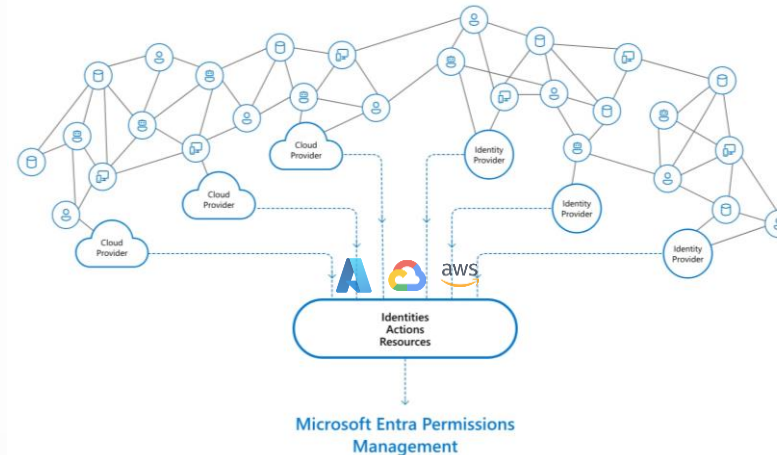 Cloud
Provider
Identity
Provider
Cloud
Provider
Identity
Provider
Cloud
Provider
Identity
Provider
aws
Identities
Actions
Resources
Microsoft Entra Permissions
Management